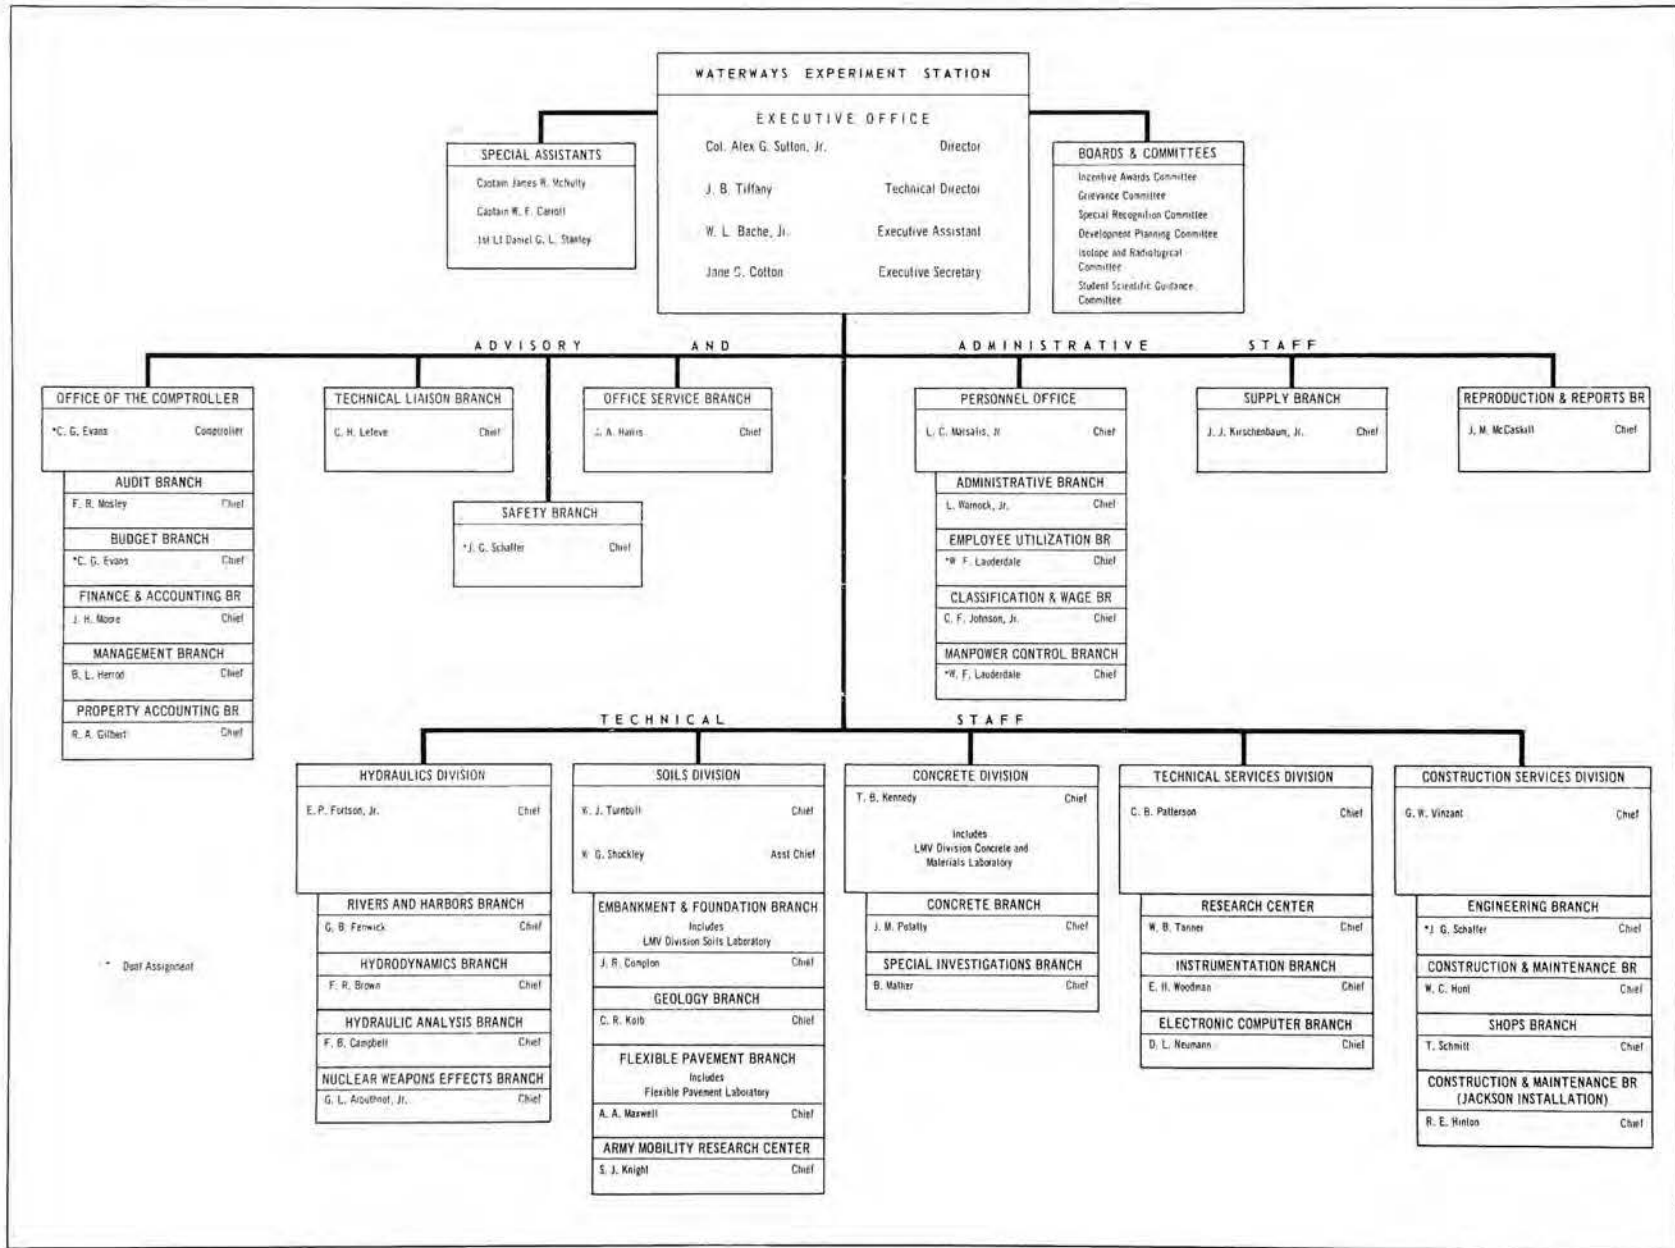 WATERWAYS EXPERIMENT STATION
EXECUTIVE OFFICE
Col. Alex G. Sutton, Jr. Director
J. B. Tiffany Technical Director
W. L. Bache, Jr. Executive Assistant
Jane G. Cotton Executive Secretary
SPECIAL ASSISTANTS
Captain James R. McNulty
Captain W. F. Carroll
1st Lt Daniel G. L. Stanley
BOARDS & COMMITTEES
Incentive Awards Committee
Grievance Committee
Special Recognition Committee
Development Planning Committee
Isotope and Radiological
Committee
Student Scientific Guidance
Committee
ADVISORY AND ADMINISTRATIVE STAFF
OFFICE OF THE COMPTROLLER
*C. G. Evans Comptroller
AUDIT BRANCH
F. R. Mosley Chief
BUDGET BRANCH
*C. G. Evans Chief
FINANCE & ACCOUNTING BR
J. H. Moore Chief
MANAGEMENT BRANCH
B. L. Herrod Chief
PROPERTY ACCOUNTING BR
R. A. Gilbert Chief
TECHNICAL LIAISON BRANCH
C. H. Lefeve Chief
SAFETY BRANCH
*J. G. Schaffer Chief
OFFICE SERVICE BRANCH
A. Harris Chief
PERSONNEL OFFICE
L. C. Marsalis, Jr. Chief
ADMINISTRATIVE BRANCH
L. Warnock, Jr. Chief
EMPLOYEE UTILIZATION BR
*W. F. Lauderdale Chief
CLASSIFICATION & WAGE BR
C. F. Johnson, Jr. Chief
MANPOWER CONTROL BRANCH
*W. F. Lauderdale Chief
SUPPLY BRANCH
J. J. Kirschenbaum, Jr. Chief
REPRODUCTION & REPORTS BR
J. M. McCaskill Chief
TECHNICAL STAFF
HYDRAULICS DIVISION
E. P. Fortson, Jr. Chief
RIVERS AND HARBORS BRANCH
G. B. Fenwick Chief
HYDRODYNAMICS BRANCH
F. R. Brown Chief
HYDRAULIC ANALYSIS BRANCH
F. B. Campbell Chief
NUCLEAR WEAPONS EFFECTS BRANCH
G. L. Arbuthnot, Jr. Chief
SOILS DIVISION
W. J. Turnbull Chief
W. G. Shockley Asst Chief
EMBANKMENT & FOUNDATION BRANCH
Includes
LMV Division Soils Laboratory
J. R. Compton Chief
GEOLOGY BRANCH
C. R. Kolb Chief
FLEXIBLE PAVEMENT BRANCH
Includes
Flexible Pavement Laboratory
A. A. Maxwell Chief
ARMY MOBILITY RESEARCH CENTER
S. J. Knight Chief
CONCRETE DIVISION
T. B. Kennedy Chief
Includes
LMV Division Concrete and
Materials Laboratory
CONCRETE BRANCH
J. M. Polatty Chief
SPECIAL INVESTIGATIONS BRANCH
B. Mather Chief
TECHNICAL SERVICES DIVISION
C. B. Patterson Chief
RESEARCH CENTER
W. B. Tanner Chief
INSTRUMENTATION BRANCH
E. H. Woodman Chief
ELECTRONIC COMPUTER BRANCH
D. L. Neumann Chief
CONSTRUCTION SERVICES DIVISION
G. W. Vinzant Chief
ENGINEERING BRANCH
*J. G. Schaffer Chief
CONSTRUCTION & MAINTENANCE BR
W. C. Hunt Chief
SHOPS BRANCH
T. Schmitt Chief
CONSTRUCTION & MAINTENANCE BR
(JACKSON INSTALLATION)
R. E. Hinton Chief
* Dual Assignment